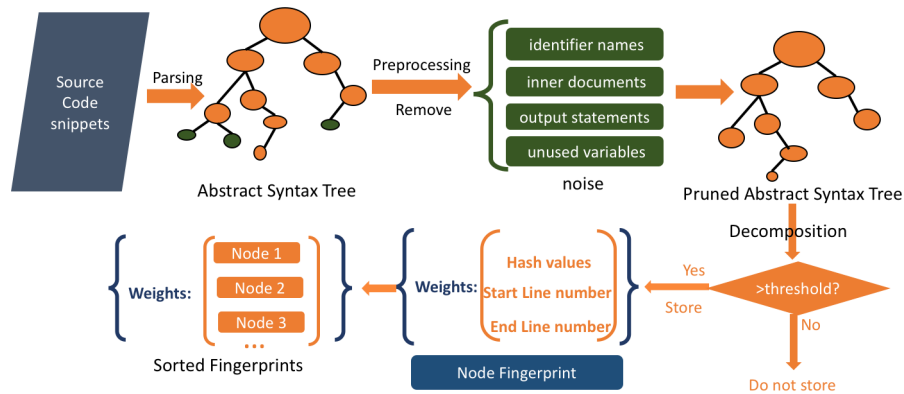 Source
Code
snippets
Parsing
Abstract Syntax Tree
Preprocessing
Remove
identifier names
inner documents
output statements
unused variables
noise
Pruned Abstract Syntax Tree
Decomposition
>threshold?
Yes
Store
No
Do not store
Weights:
Hash values
Start Line number
End Line number
Node Fingerprint
Weights:
Node 1
Node 2
Node 3
...
Sorted Fingerprints